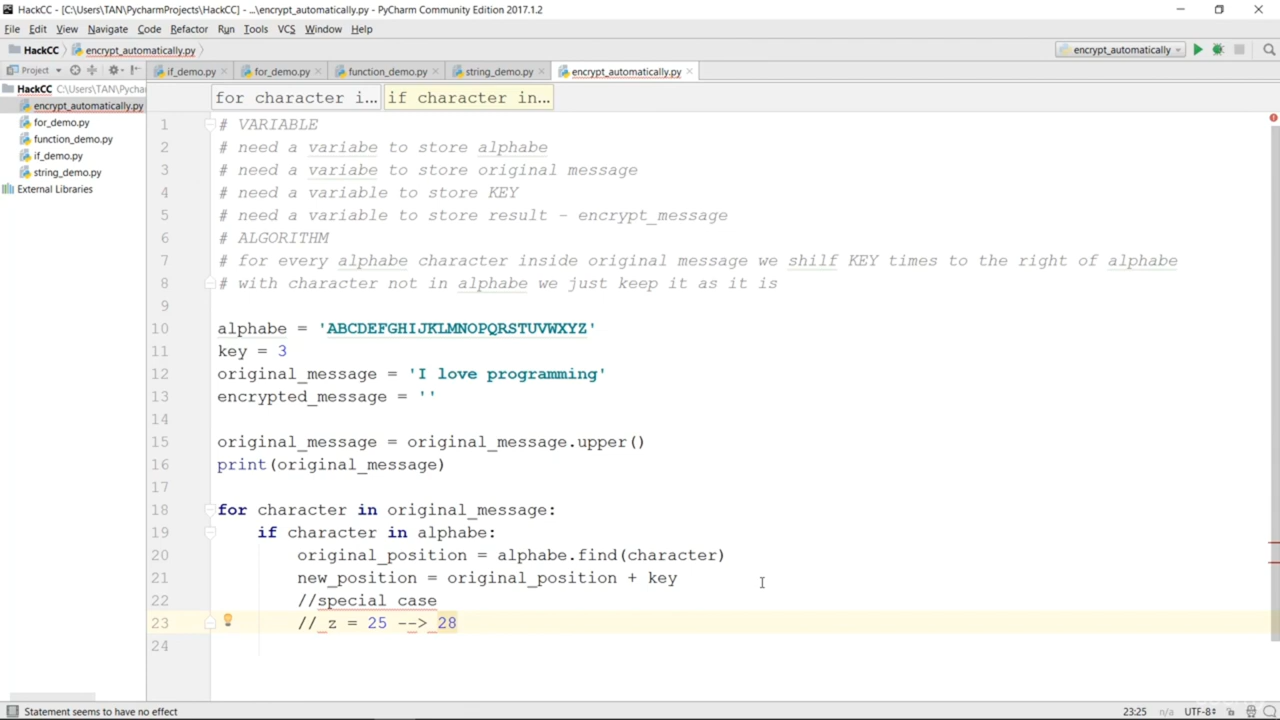 HackCC - [C:\Users\TAN\PycharmProjects\HackCC] - ...\encrypt_automatically.py - PyCharm Community Edition 2017.1.2
File Edit View Navigate Code Refactor Run Tools VCS Window Help
HackCC encrypt_automatically.py encrypt_automatically
Project if_demo.py for_demo.py function_demo.py string_demo.py encrypt_automatically.py
HackCC C:\Users\TAN\Pychar
encrypt_automatically.py
for_demo.py
function_demo.py
if_demo.py
string_demo.py
External Libraries
for character i... if character in...
1 # VARIABLE
2 # need a variabe to store alphabe
3 # need a variabe to store original message
4 # need a variable to store KEY
5 # need a variable to store result - encrypt_message
6 # ALGORITHM
7 # for every alphabe character inside original message we shilf KEY times to the right of alphabe
8 # with character not in alphabe we just keep it as it is
9
10 alphabe = 'ABCDEFGHIJKLMNOPQRSTUVWXYZ'
11 key = 3
12 original_message = 'I love programming'
13 encrypted_message = ''
14
15 original_message = original_message.upper()
16 print(original_message)
17
18 for character in original_message:
19 if character in alphabe:
20 original_position = alphabe.find(character)
21 new_position = original_position + key
22 //special case
23 // z = 25 --> 28
24
Statement seems to have no effect 23:25 n/a UTF-8